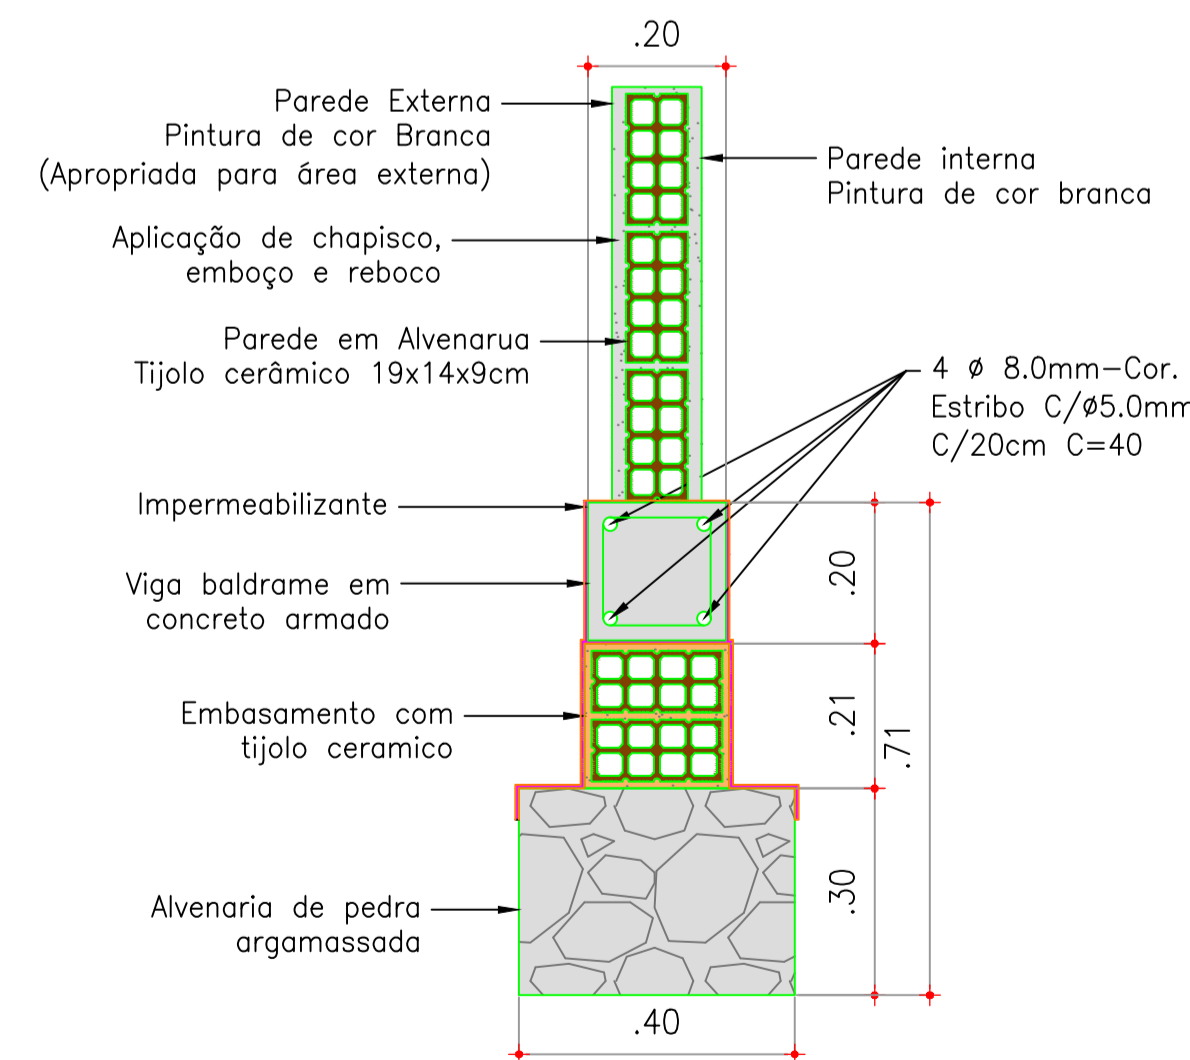 .20
Parede Externa
Pintura de cor Branca
(Apropriada para área externa)
Parede interna
Pintura de cor branca
Aplicação de chapisco,
emboço e reboco
Parede em Alvenarua
Tijolo cerâmico 19x14x9cm
4 ø 8.0mm-Cor.
Estribo C/ø5.0mm
C/20cm C=40
Impermeabilizante
Viga baldrame em
concreto armado
.20
Embasamento com
tijolo ceramico
.21
.71
Alvenaria de pedra
argamassada
.30
.40